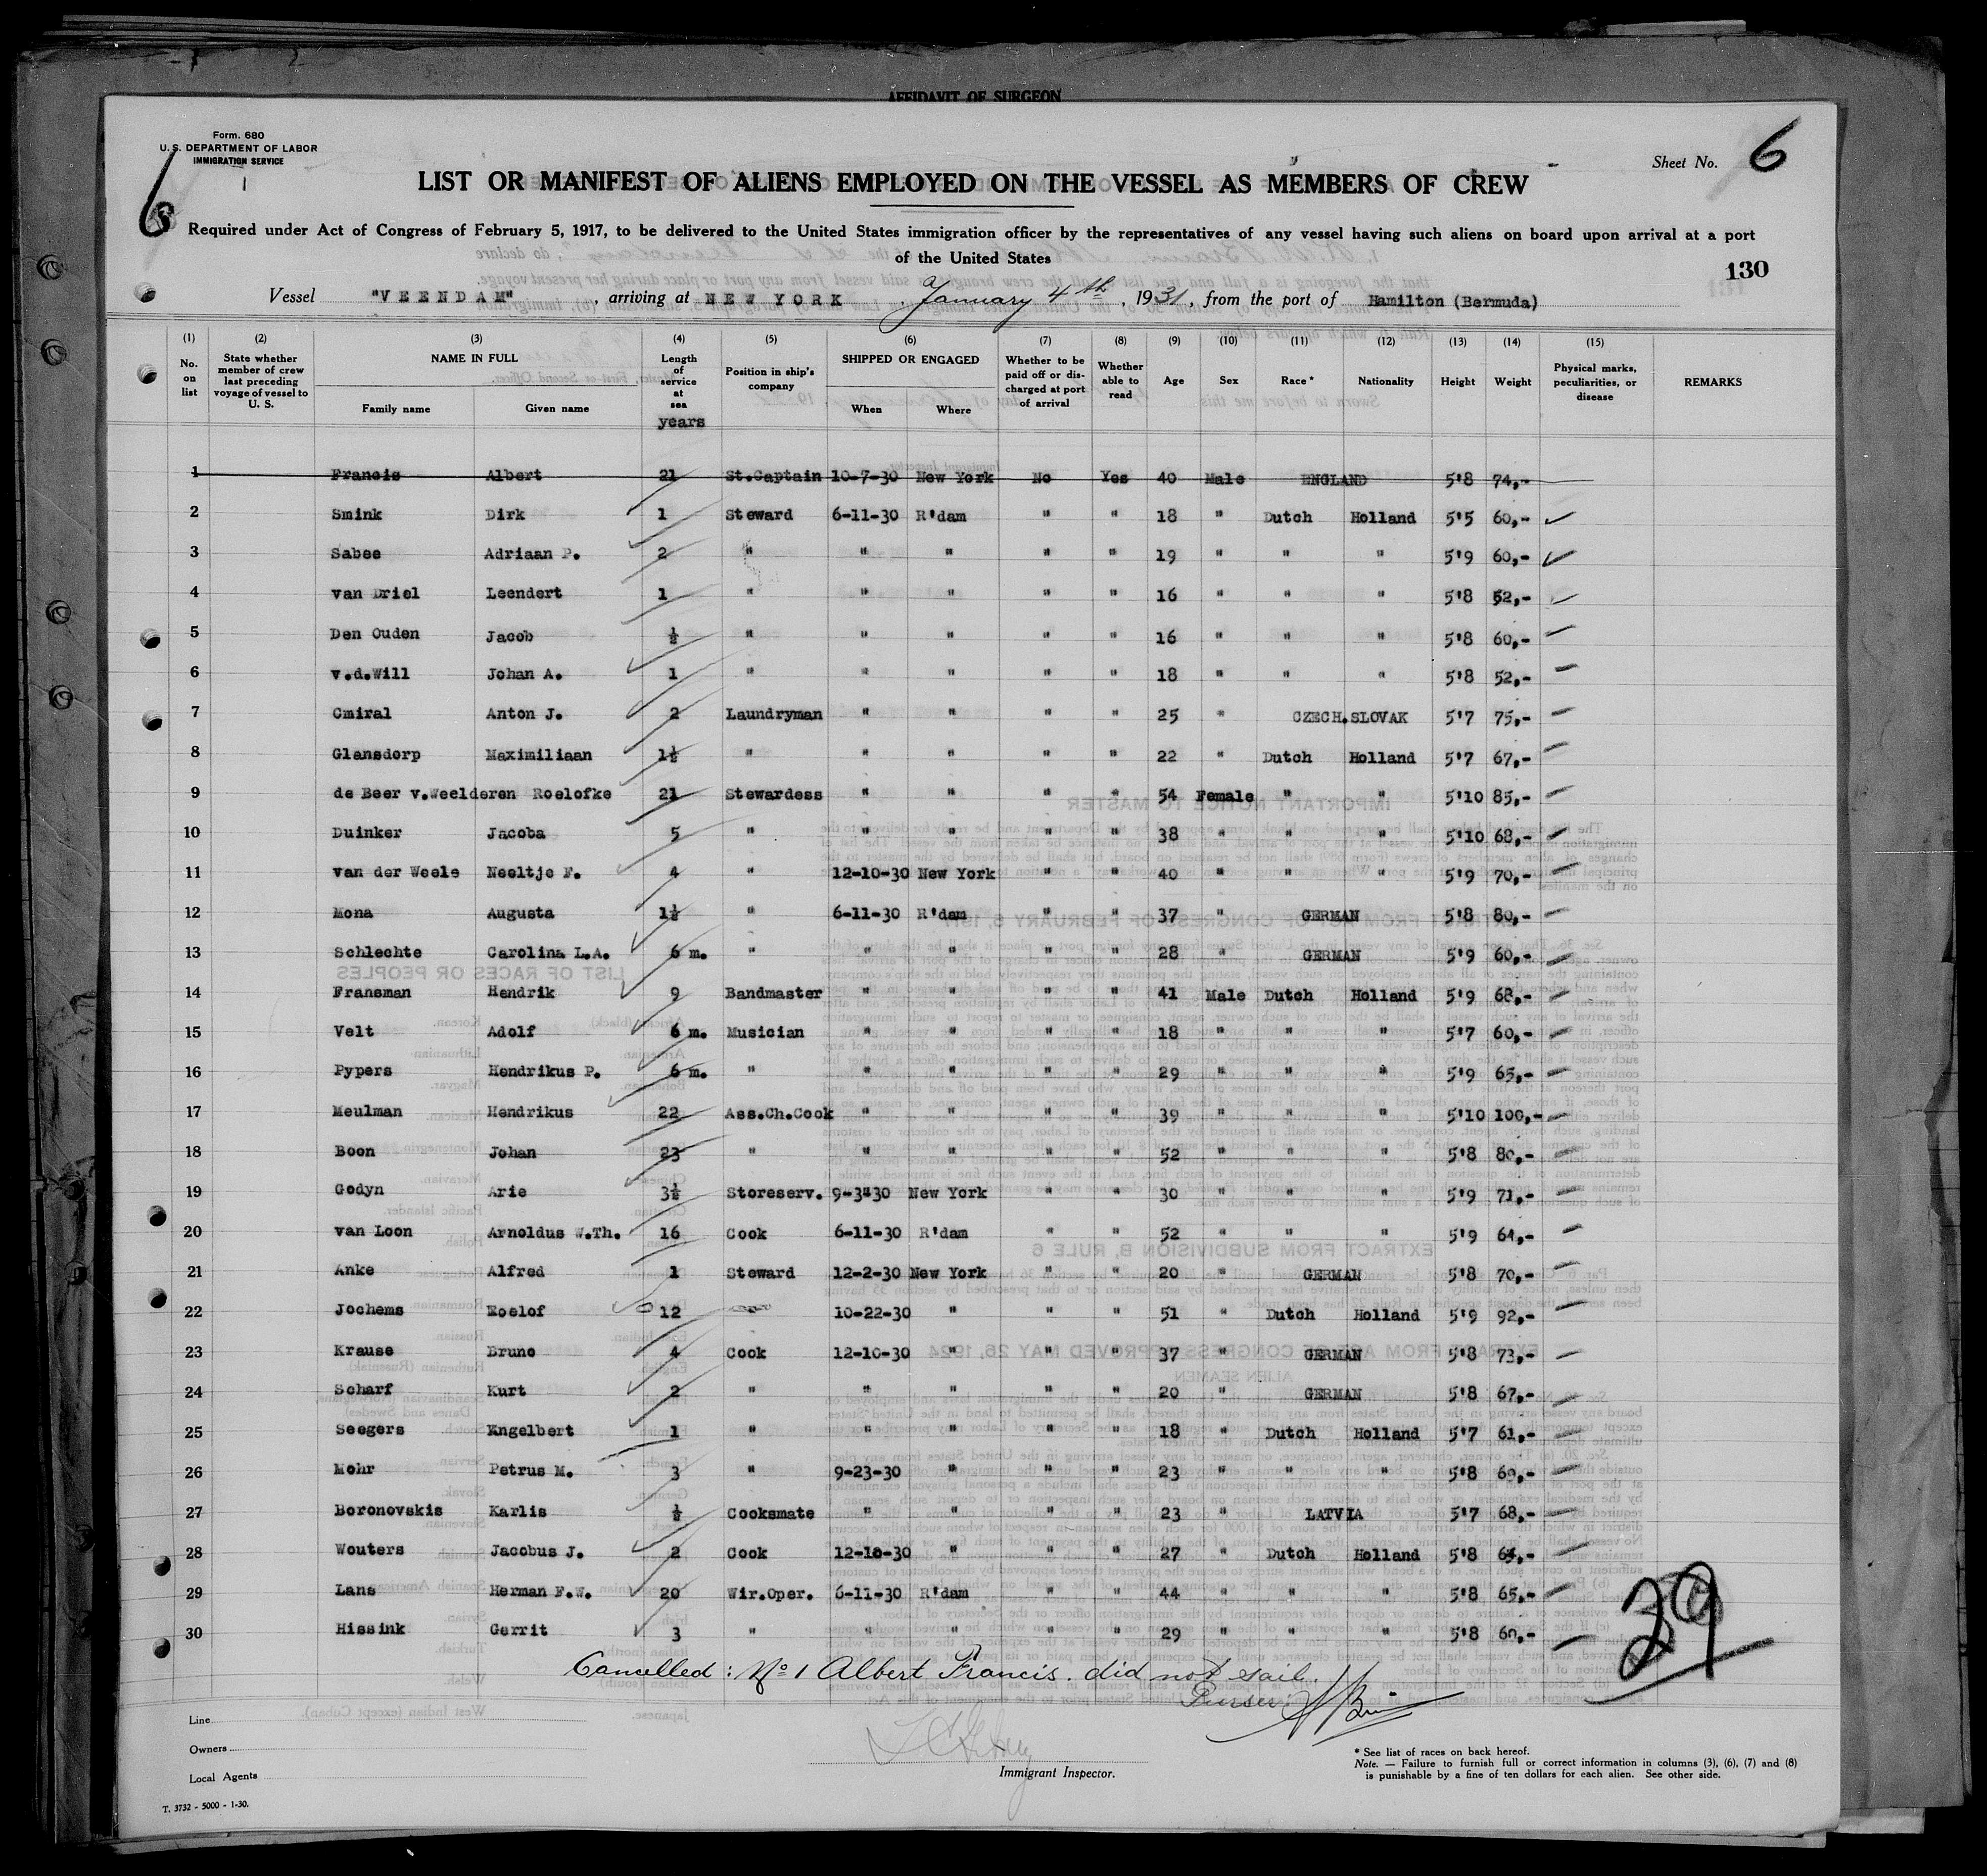 AFFIDAVIT OF SURGEON
Form. 680
U. S. DEPARTMENT OF LABOR
IMMIGRATION SERVICE
6
Sheet No. 6
LIST OR MANIFEST OF ALIENS EMPLOYED ON THE VESSEL AS MEMBERS OF CREW
Required under Act of Congress of February 5, 1917, to be delivered to the United States immigration officer by the representatives of any vessel having such aliens on board upon arrival at a port
of the United States
130
Vessel "VEENDAM", arriving at NEW YORK, January 4th, 1931, from the port of Hamilton (Bermuda)
(1) (2) (3) (4) (5) (6) (7) (8) (9) (10) (11) (12) (13) (14) (15)
No. on list | State whether member of crew last preceding voyage of vessel to U. S. | NAME IN FULL Family name Given name | Length of service at sea years | Position in ship's company | SHIPPED OR ENGAGED When Where | Whether to be paid off or discharged at port of arrival | Whether able to read | Age | Sex | Race * | Nationality | Height | Weight | Physical marks, peculiarities, or disease | REMARKS
1 Francis Albert 21 St.Captain 10-7-30 New York No Yes 40 Male ENGLAND 5'8 74,-
2 Smink Dirk 1 Steward 6-11-30 R'dam " " 18 " Dutch Holland 5'5 60,-
3 Sabee Adriaan P. 2 " " " " " 19 " " " 5'9 60,-
4 van Driel Leendert 1 " " " " " 16 " " " 5'8 52,-
5 Den Ouden Jacob ½ " " " " " 16 " " " 5'8 60,-
6 v.d.Will Johan A. 1 " " " " " 18 " " " 5'8 52,-
7 Cmiral Anton J. 2 Laundryman " " " " 25 " CZECH.SLOVAK 5'7 75,-
8 Glansdorp Maximiliaan 1½ " " " " " 22 " Dutch Holland 5'7 67,-
9 de Beer v.Weelderen Roelofke 21 Stewardess " " " " 54 Female " " 5'10 85,-
10 Duinker Jacoba 5 " " " " " 38 " " " 5'10 68,-
11 van der Weele Neeltje F. 4 " 12-10-30 New York " " 40 " " " 5'9 70,-
12 Mona Augusta 1½ " 6-11-30 R'dam " " 37 " GERMAN 5'8 80,-
13 Schlechte Carolina L.A. 6 m. " " " " " 28 " GERMAN 5'9 60,-
14 Fransman Hendrik 9 Bandmaster " " " " 41 Male Dutch Holland 5'9 68,-
15 Velt Adolf 6 m. Musician " " " " 18 " " " 5'7 60,-
16 Pypers Hendrikus P. 6 m. " " " " " 29 " " " 5'9 65,-
17 Meulman Hendrikus 22 Ass.Ch.Cook " " " " 39 " " " 5'10 100,-
18 Boon Johan 23 " " " " " 52 " " " 5'8 80,-
19 Godyn Arie 3½ Storeserv. 9-3-30 New York " " 30 " " " 5'9 71,-
20 van Loon Arnoldus W.Th. 16 Cook 6-11-30 R'dam " " 52 " " " 5'9 64,-
21 Anke Alfred 1 Steward 12-2-30 New York " " 20 " GERMAN 5'8 70,-
22 Jochems Roelof 12 10-22-30 " " " 51 " Dutch Holland 5'9 92,-
23 Krause Bruno 4 Cook 12-10-30 " " " 37 " GERMAN 5'8 73,-
24 Scharf Kurt 2 " " " " " 20 " GERMAN 5'8 67,-
25 Seegers Engelbert 1 " " " " " 18 " Dutch Holland 5'7 61,-
26 Mohr Petrus M. 3 " 9-23-30 " " " 23 " " " 5'8 60,-
27 Boronovskis Karlis ½ Cooksmate " " " " 23 " LATVIA 5'7 68,-
28 Wouters Jacobus J. 2 Cook 12-10-30 " " " 27 " Dutch Holland 5'8 64,-
29 Lans Herman F.W. 20 Wir.Oper. 6-11-30 R'dam " " 44 " " " 5'8 65,-
30 Hissink Gerrit 3 " " " " " 29 " " " 5'8 60,-
29
Cancelled: No 1 Albert Francis. did not sail.
Purser:
Line
Owners
Local Agents
Immigrant Inspector.
* See list of races on back hereof.
Note. — Failure to furnish full or correct information in columns (3), (6), (7) and (8)
is punishable by a fine of ten dollars for each alien. See other side.
T. 3732 - 5000 - 1-30.